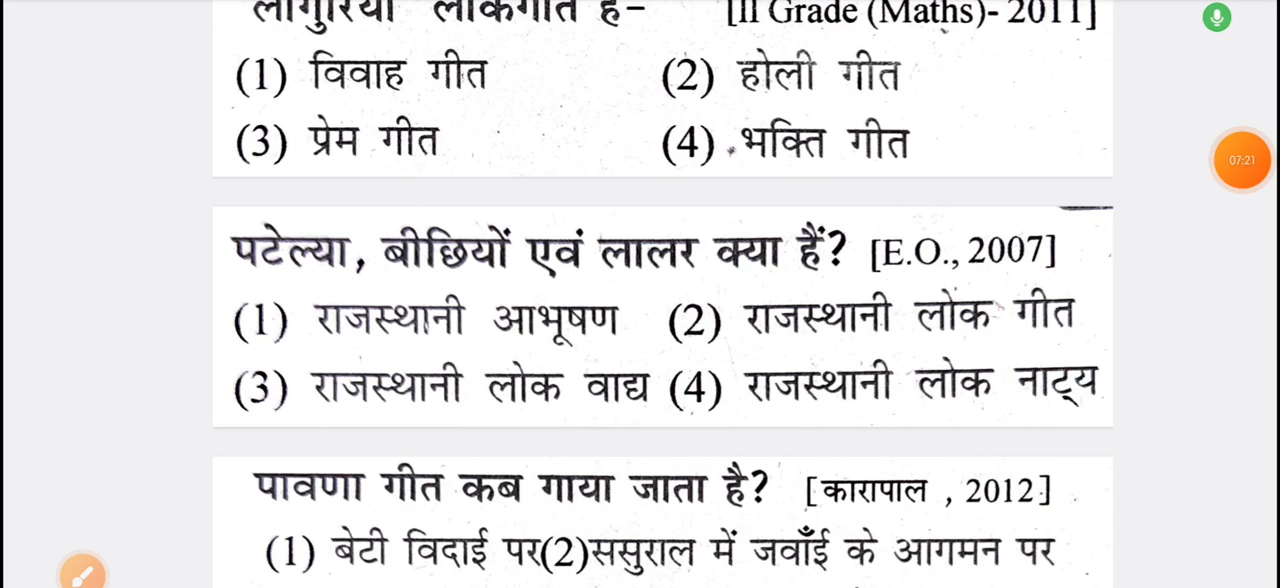 लांगुरिया लोकगीत है- [II Grade (Maths)- 2011]
(1) विवाह गीत (2) होली गीत
(3) प्रेम गीत (4) भक्ति गीत
07:21
पटेल्या, बीछियों एवं लालर क्या हैं? [E.O., 2007]
(1) राजस्थानी आभूषण (2) राजस्थानी लोक गीत
(3) राजस्थानी लोक वाद्य (4) राजस्थानी लोक नाट्य
पावणा गीत कब गाया जाता है? [कारापाल , 2012]
(1) बेटी विदाई पर(2)ससुराल में जवाँई के आगमन पर